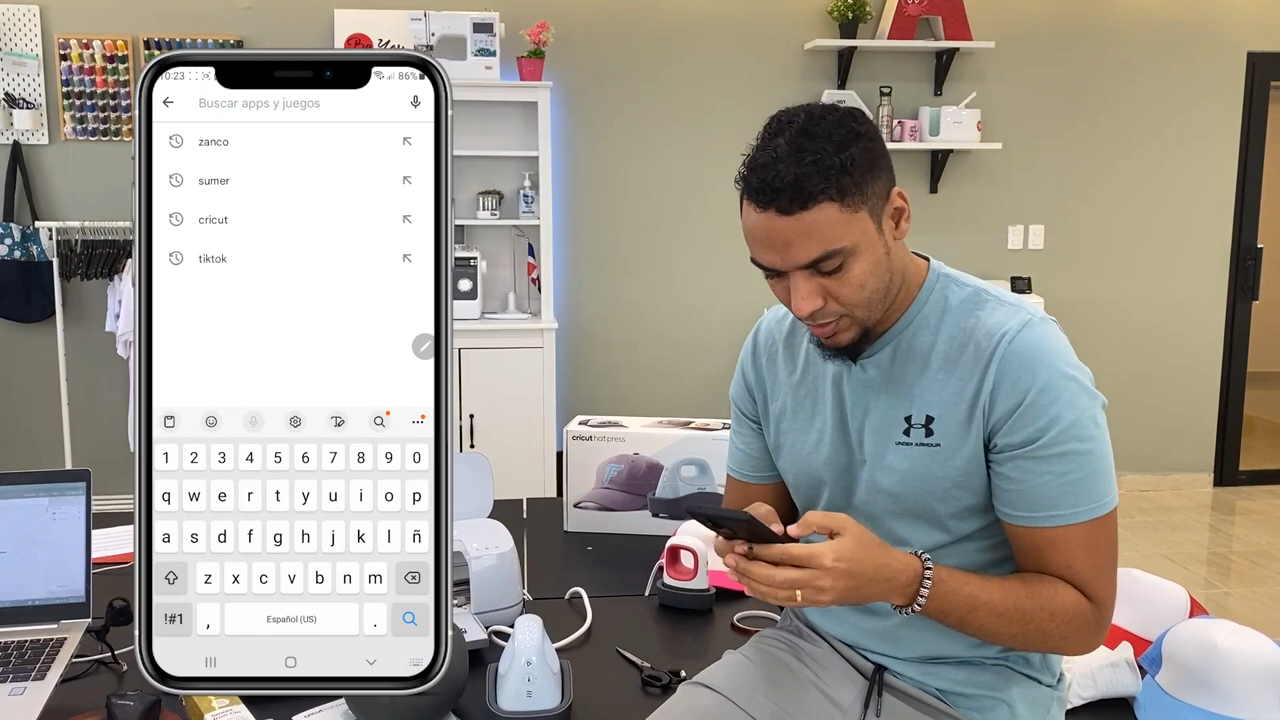 10:23
86%
Buscar apps y juegos
zanco
sumer
cricut
tiktok
1 2 3 4 5 6 7 8 9 0
q w e r t y u i o p
a s d f g h j k l ñ
z x c v b n m
!#1 , Español (US) .
cricut hat press
UNDER ARMOUR